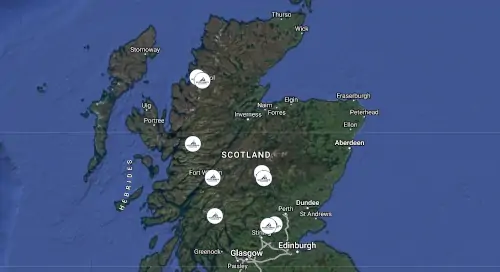 Thurso
Wick
Stornoway
Elgin
Fraserburgh
Uig
Nairn
Peterhead
Portree
Inverness
Forres
Ellon
Aberdeen
SCOTLAND
HEBRIDES
Fort W
Dundee
Perth
St Andrews
Stir
Greenock
Glasgow
Edinburgh
Paisley